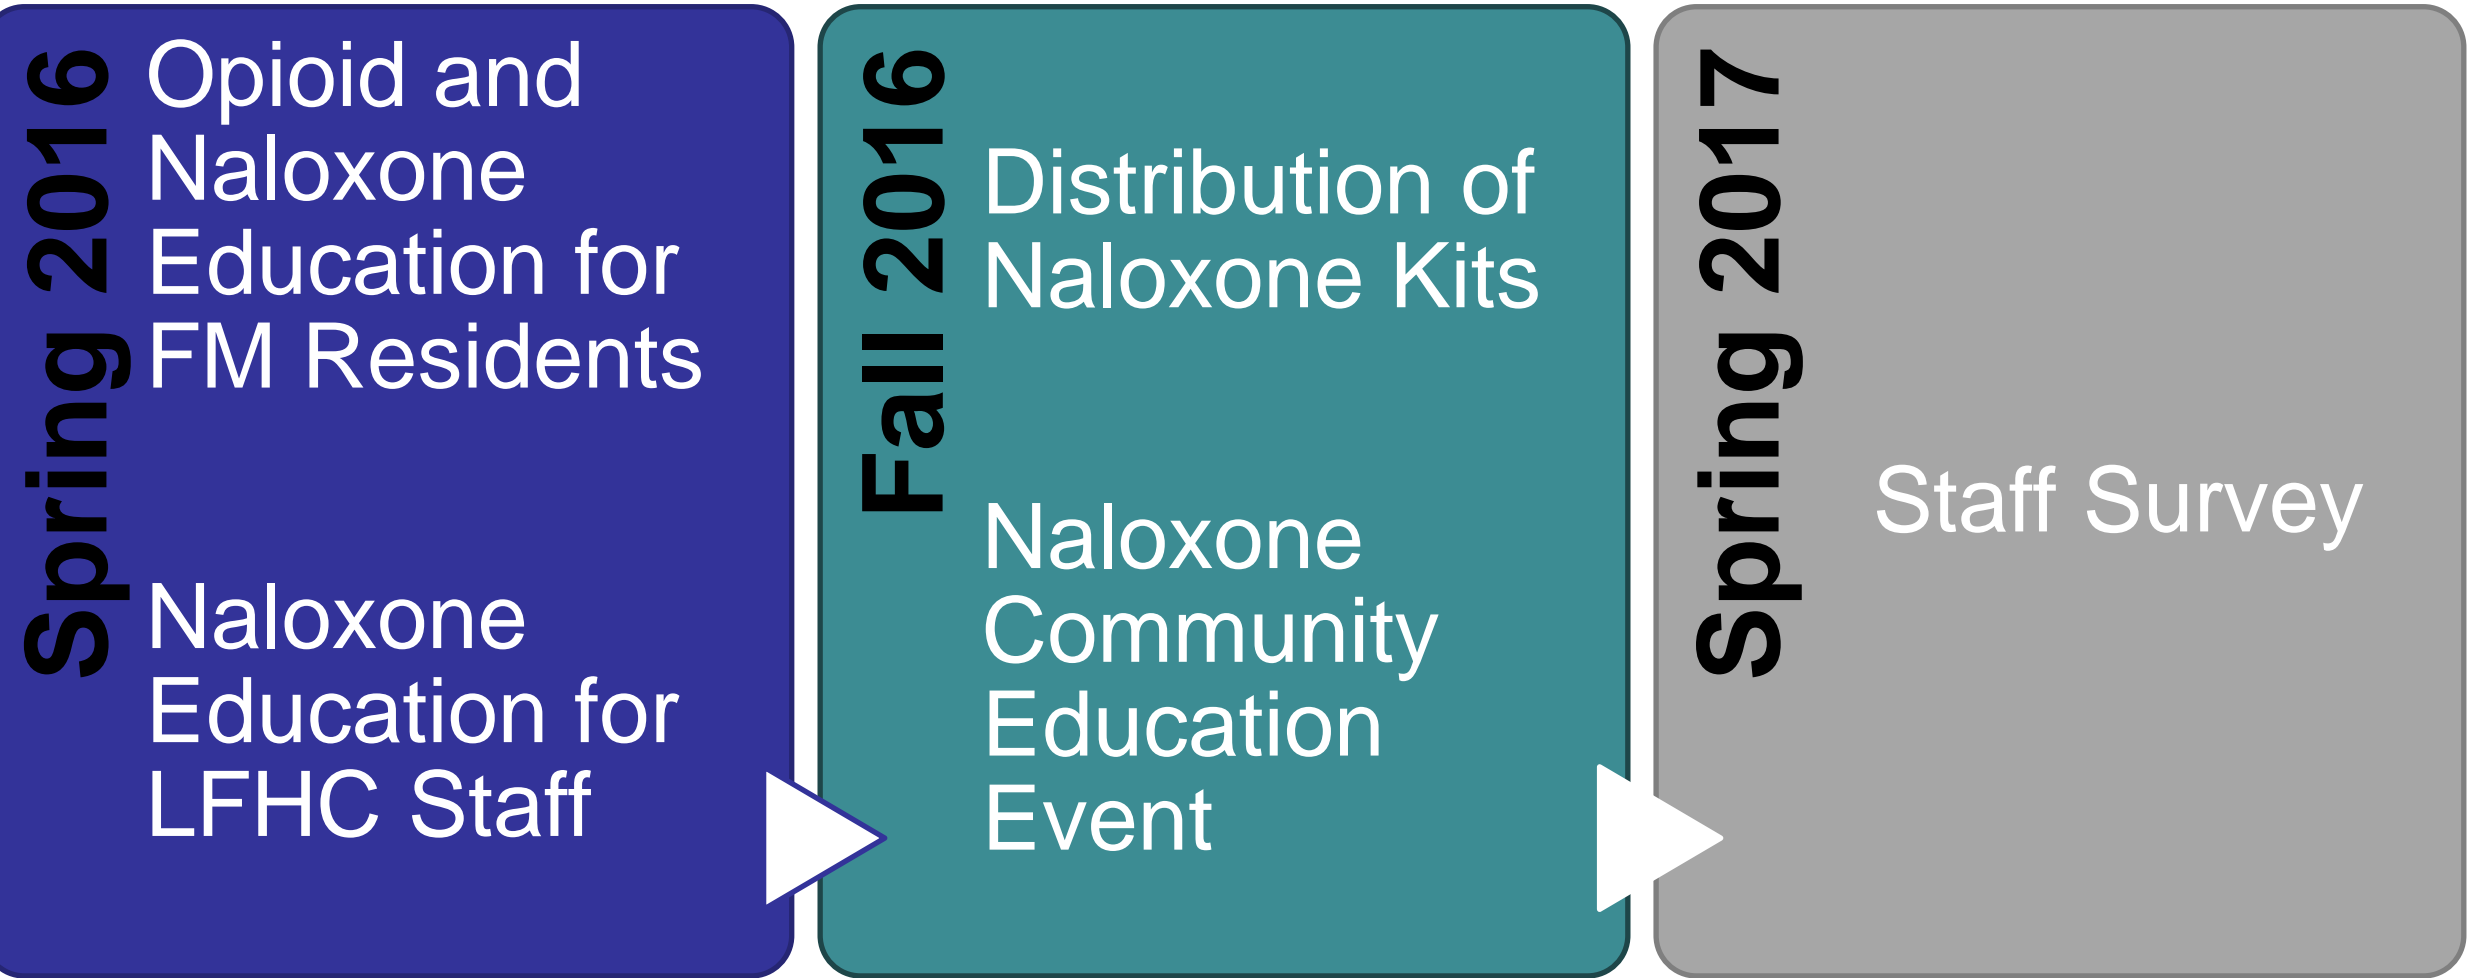 Spring 2016
Opioid and
Naloxone
Education for
FM Residents
Naloxone
Education for
LFHC Staff
Fall 2016
Distribution of
Naloxone Kits
Naloxone
Community
Education
Event
Spring 2017
Staff Survey